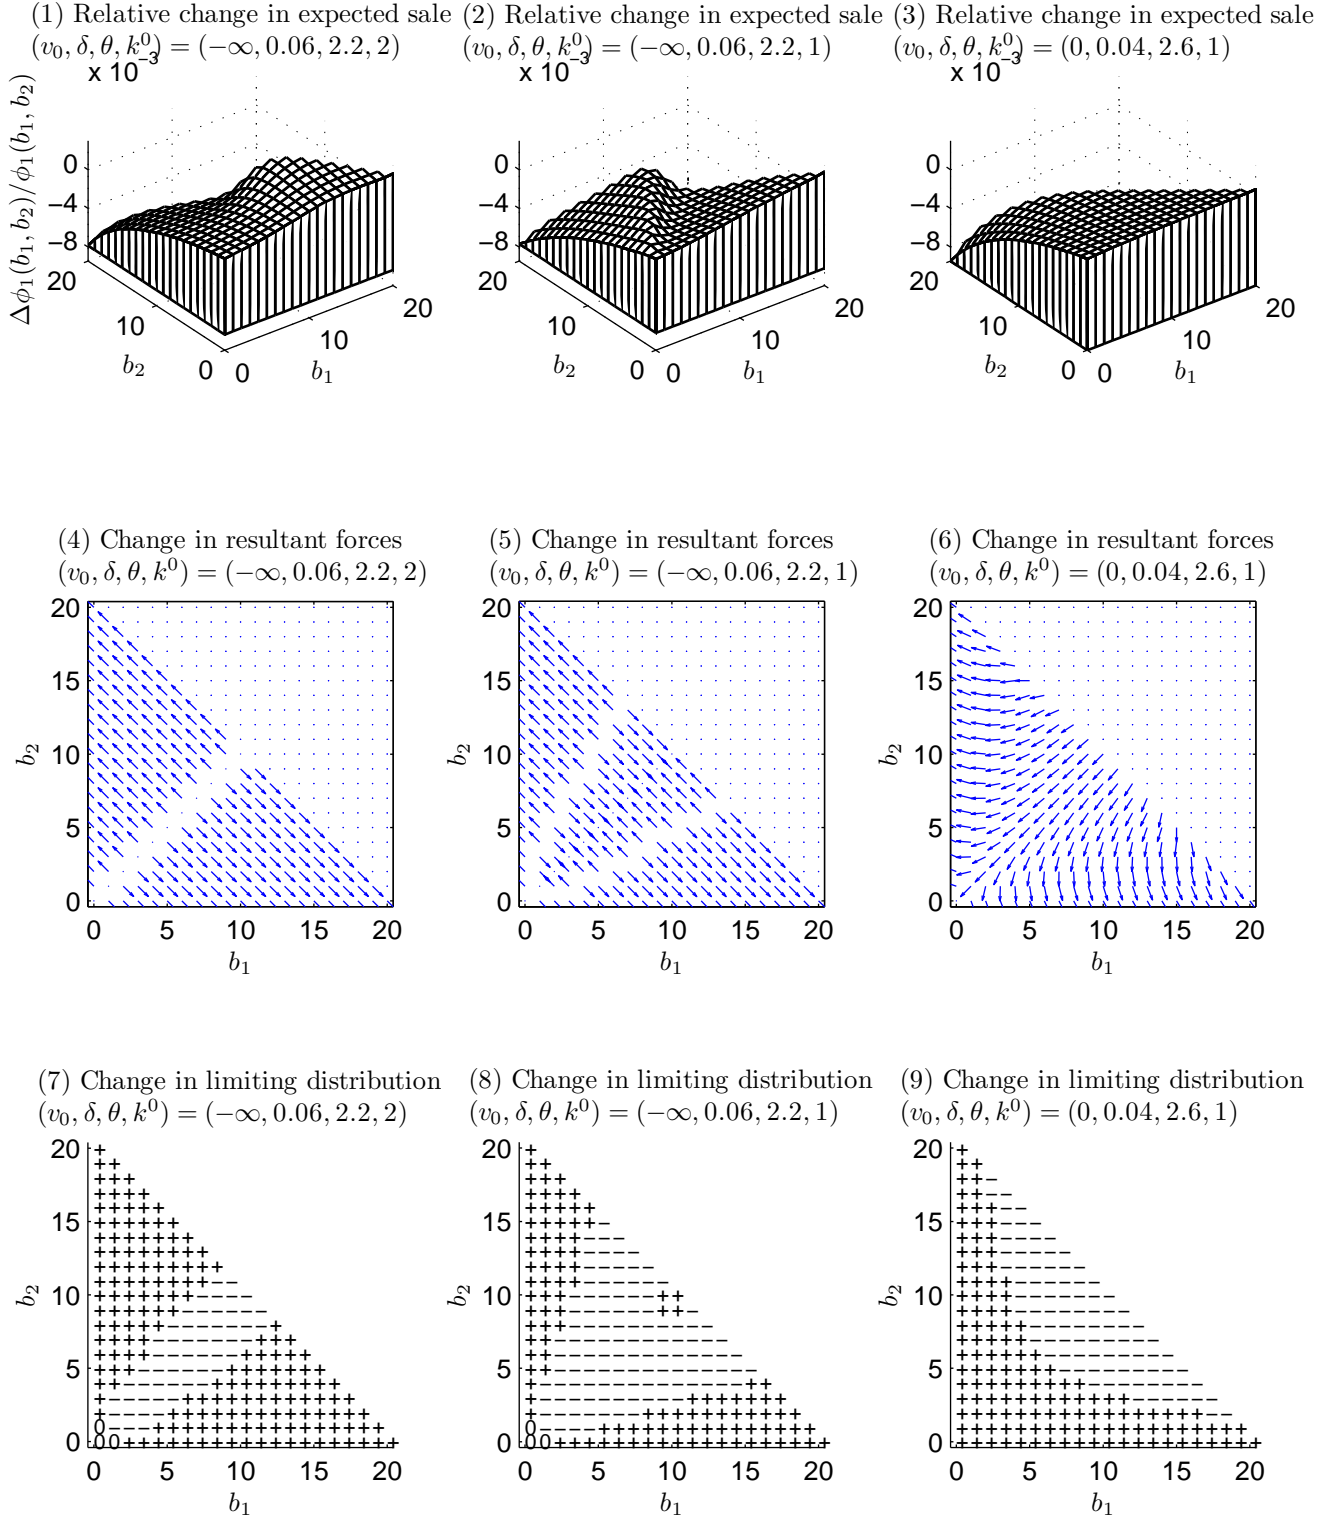 (1) Relative change in expected sale
(v₀, δ, θ, k⁰) = (−∞, 0.06, 2.2, 2)
x 10⁻³
Δϕ₁(b₁, b₂)/ϕ₁(b₁, b₂)
0
−4
−8
20
10
0
b₂
0
10
20
b₁
(2) Relative change in expected sale
(v₀, δ, θ, k⁰) = (−∞, 0.06, 2.2, 1)
x 10⁻³
0
−4
−8
20
10
0
b₂
0
10
20
b₁
(3) Relative change in expected sale
(v₀, δ, θ, k⁰) = (0, 0.04, 2.6, 1)
x 10⁻³
0
−4
−8
20
10
0
b₂
0
10
20
b₁
(4) Change in resultant forces
(v₀, δ, θ, k⁰) = (−∞, 0.06, 2.2, 2)
20
15
10
5
0
b₂
0 5 10 15 20
b₁
(5) Change in resultant forces
(v₀, δ, θ, k⁰) = (−∞, 0.06, 2.2, 1)
20
15
10
5
0
b₂
0 5 10 15 20
b₁
(6) Change in resultant forces
(v₀, δ, θ, k⁰) = (0, 0.04, 2.6, 1)
20
15
10
5
0
b₂
0 5 10 15 20
b₁
(7) Change in limiting distribution
(v₀, δ, θ, k⁰) = (−∞, 0.06, 2.2, 2)
20
15
10
5
0
b₂
0
00
0 5 10 15 20
b₁
(8) Change in limiting distribution
(v₀, δ, θ, k⁰) = (−∞, 0.06, 2.2, 1)
20
15
10
5
0
b₂
0
00
0 5 10 15 20
b₁
(9) Change in limiting distribution
(v₀, δ, θ, k⁰) = (0, 0.04, 2.6, 1)
20
15
10
5
0
b₂
0 5 10 15 20
b₁